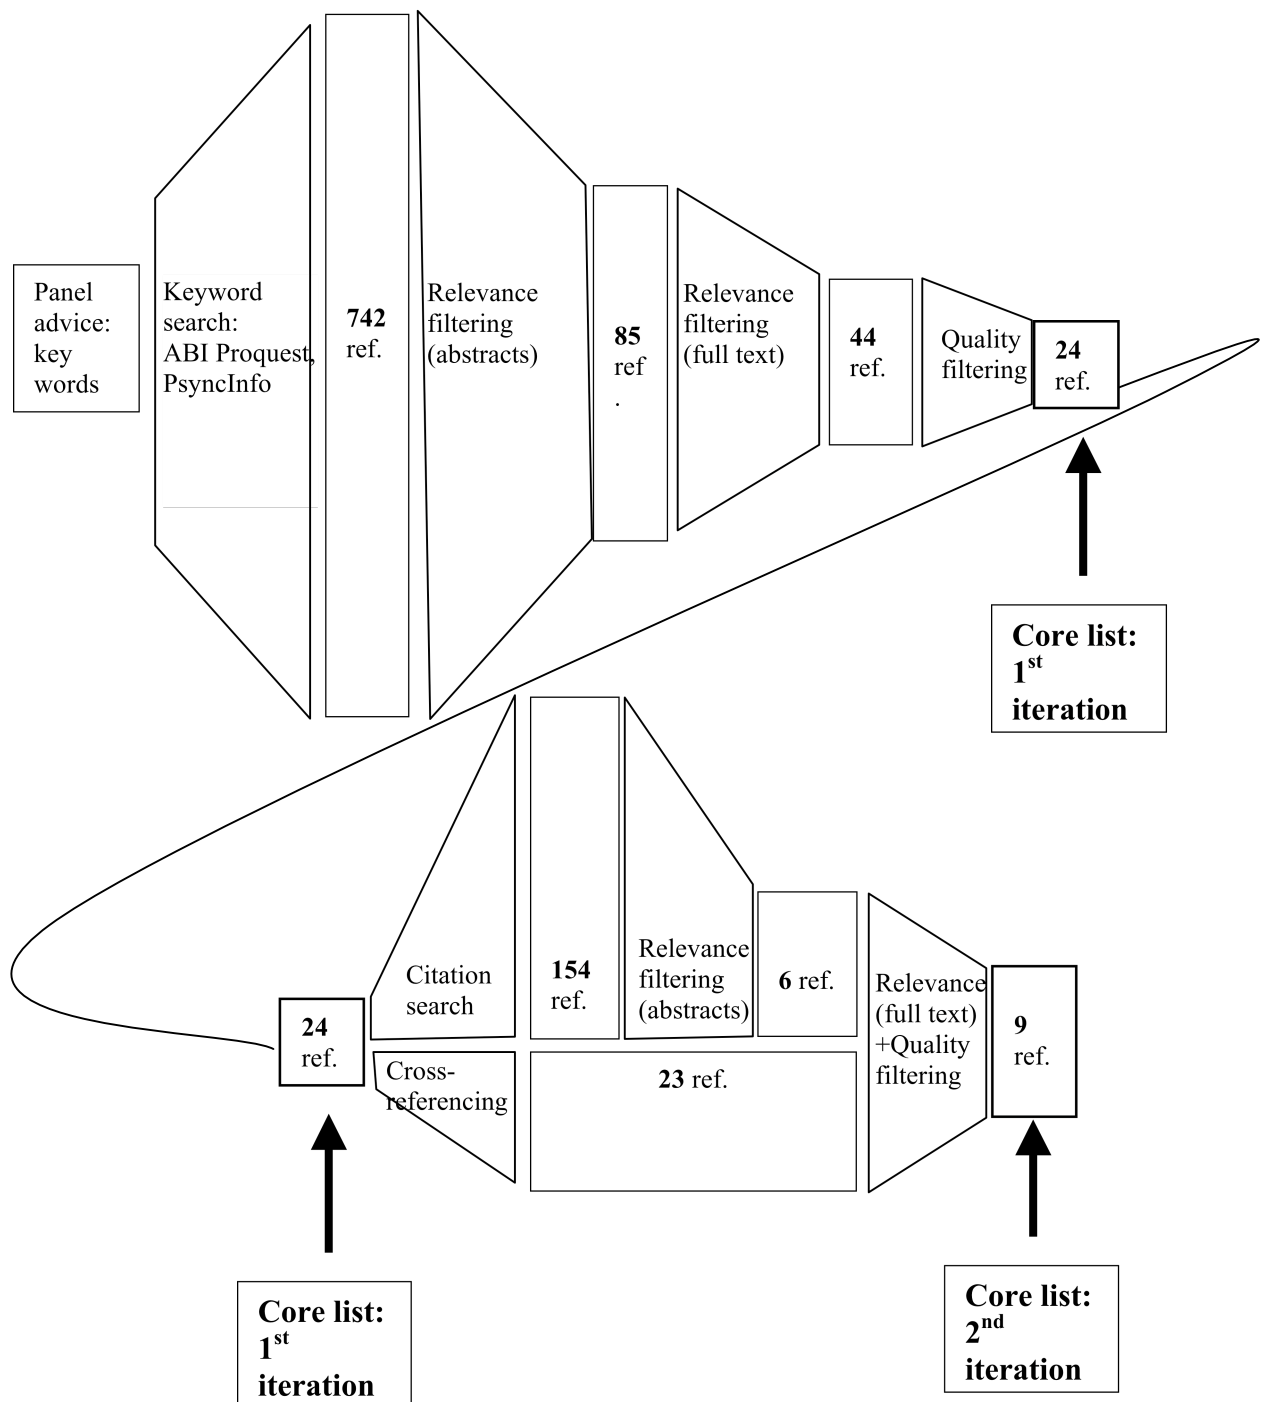 Panel
advice:
key
words
Keyword
search:
ABI Proquest,
PsyncInfo
742
ref.
Relevance
filtering
(abstracts)
85
ref
.
Relevance
filtering
(full text)
44
ref.
Quality
filtering
24
ref.
Core list:
1st
iteration
Citation
search
154
ref.
Relevance
filtering
(abstracts)
6 ref.
Relevance
(full text)
+Quality
filtering
9
ref.
24
ref.
Cross-
referencing
23 ref.
Core list:
1st
iteration
Core list:
2nd
iteration